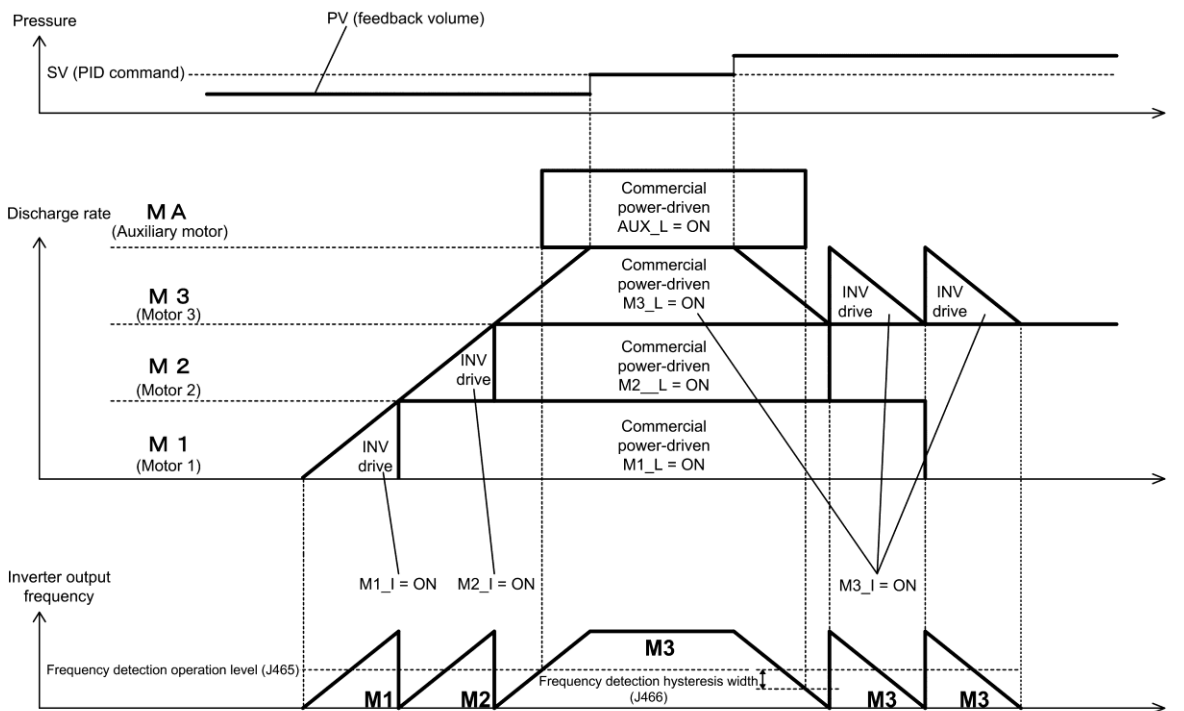 Pressure
PV (feedback volume)
SV (PID command)
Commercial
power-driven
AUX_L = ON
Discharge rate
MA
(Auxiliary motor)
Commercial
power-driven
M3_L = ON
M 3
(Motor 3)
INV
drive
INV
drive
INV
drive
Commercial
power-driven
M2__L = ON
M 2
(Motor 2)
INV
drive
Commercial
power-driven
M1_L = ON
M 1
(Motor 1)
Inverter output
frequency
M1_I = ON
M2_I = ON
M3_I = ON
Frequency detection operation level (J465)
M3
Frequency detection hysteresis width
(J466)
M1
M2
M3
M3